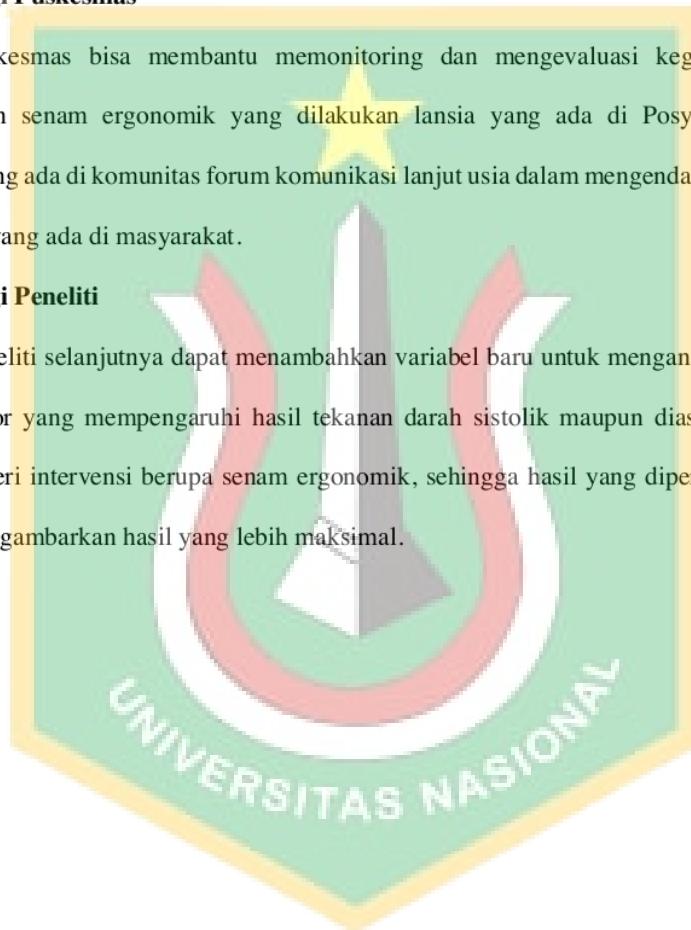 Puskesmas
kesmas bisa membantu memonitoring dan mengevaluasi keg
senam ergonomik yang dilakukan lansia yang ada di Posy
ng ada di komunitas forum komunikasi lanjut usia dalam mengenda
yang ada di masyarakat.
i Peneliti
eliti selanjutnya dapat menambahkan variabel baru untuk mengan
or yang mempengaruhi hasil tekanan darah sistolik maupun dias
eri intervensi berupa senam ergonomik, sehingga hasil yang dipe
gambarkan hasil yang lebih maksimal.
UNIVERSITAS NASIONAL